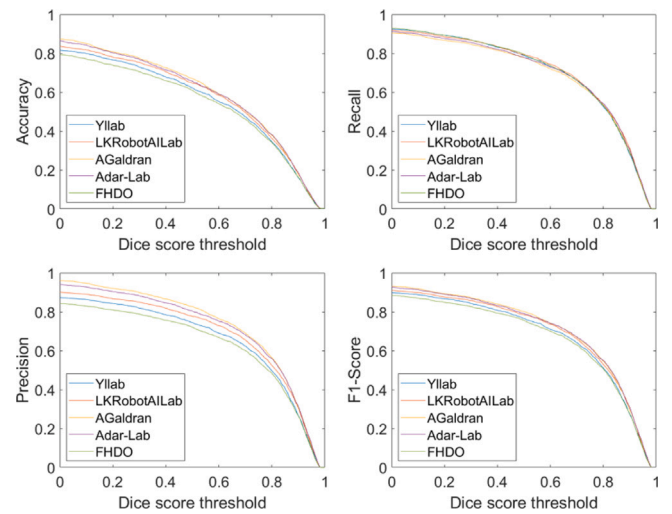 1
0.8
0.6
0.4
0.2
0
Accuracy
Yllab
LKRobotAILab
AGaldran
Adar-Lab
FHDO
0 0.2 0.4 0.6 0.8 1
Dice score threshold
1
0.8
0.6
0.4
0.2
0
Recall
Yllab
LKRobotAILab
AGaldran
Adar-Lab
FHDO
0 0.2 0.4 0.6 0.8 1
Dice score threshold
1
0.8
0.6
0.4
0.2
0
Precision
Yllab
LKRobotAILab
AGaldran
Adar-Lab
FHDO
0 0.2 0.4 0.6 0.8 1
Dice score threshold
1
0.8
0.6
0.4
0.2
0
F1-Score
Yllab
LKRobotAILab
AGaldran
Adar-Lab
FHDO
0 0.2 0.4 0.6 0.8 1
Dice score threshold